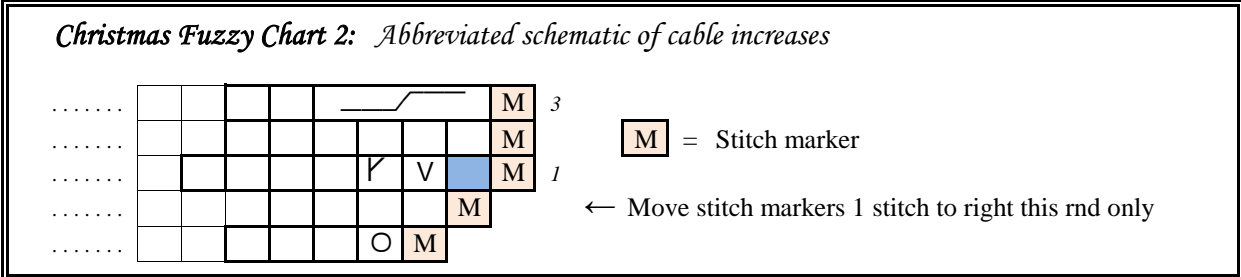 Christmas Fuzzy Chart 2: Abbreviated schematic of cable increases
....... M 3
....... M M = Stitch marker
....... V M 1
....... M ← Move stitch markers 1 stitch to right this rnd only
....... O M